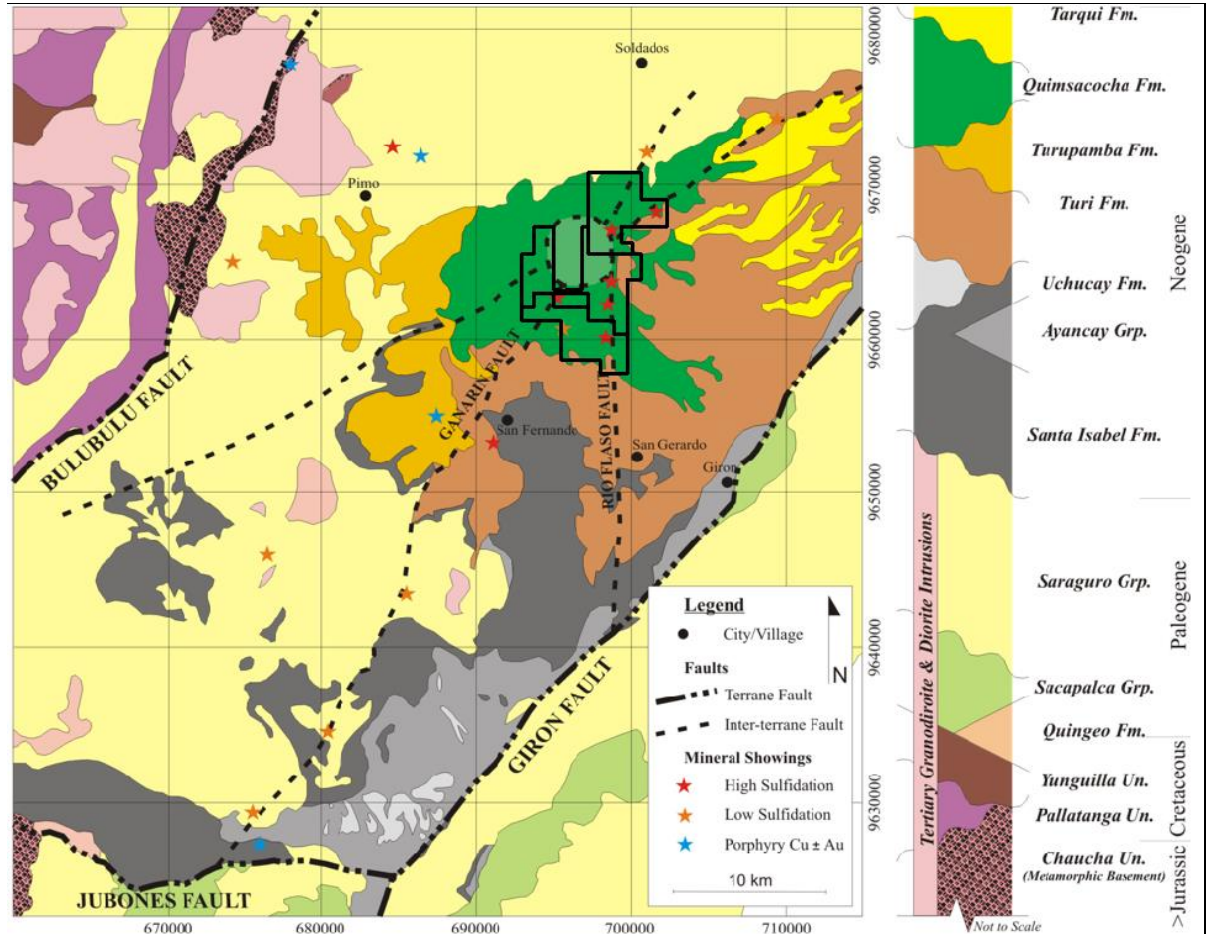 Soldados
Pimo
San Fernando
San Gerardo
Giron
BULUBULU FAULT
GANARIN FAULT
RIO FLASO FAULT
GIRON FAULT
JUBONES FAULT
9680000
9670000
9660000
9650000
9640000
9630000
670000
680000
690000
700000
710000
Legend
City/Village
Faults
Terrane Fault
Inter-terrane Fault
Mineral Showings
High Sulfidation
Low Sulfidation
Porphyry Cu ± Au
10 km
N
Tarqui Fm.
Quimsacocha Fm.
Turupamba Fm.
Turi Fm.
Uchucay Fm.
Ayancay Grp.
Santa Isabel Fm.
Saraguro Grp.
Sacapalca Grp.
Quingeo Fm.
Yunguilla Un.
Pallatanga Un.
Chaucha Un.
(Metamorphic Basement)
Not to Scale
Tertiary Granodiroite & Diorite Intrusions
Neogene
Paleogene
Cretaceous
>Jurassic